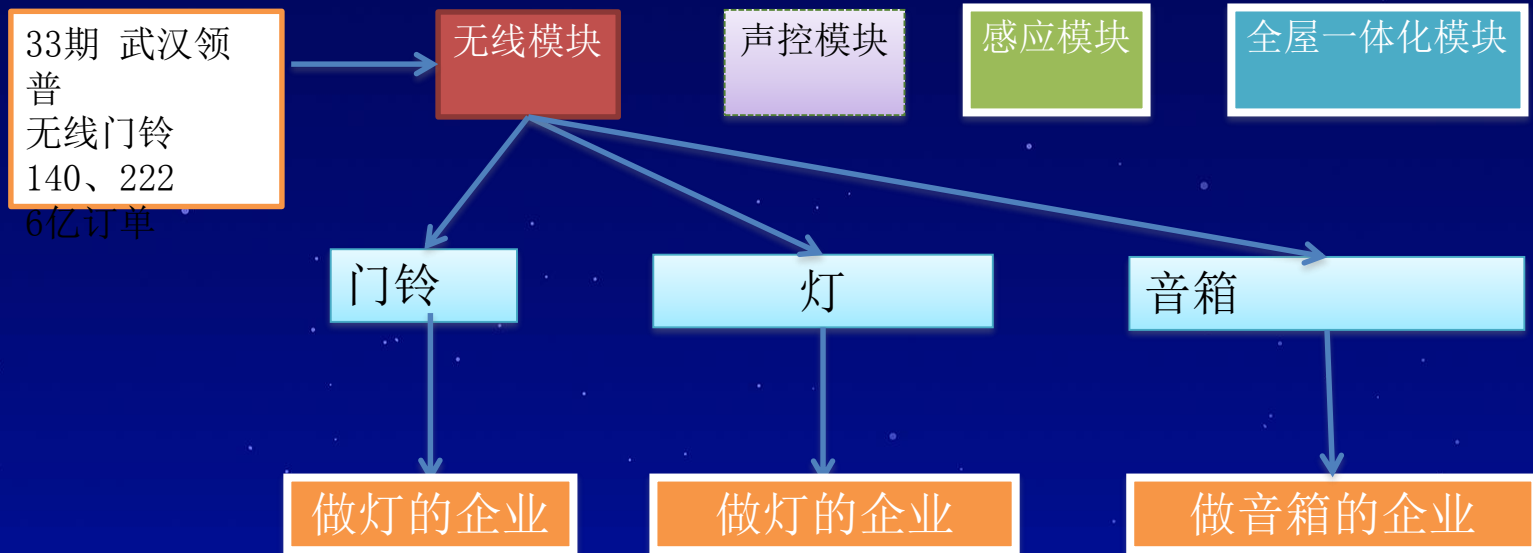 33期 武汉领
普
无线门铃
140、222
6亿订单
无线模块
声控模块
感应模块
全屋一体化模块
门铃
灯
音箱
做灯的企业
做灯的企业
做音箱的企业